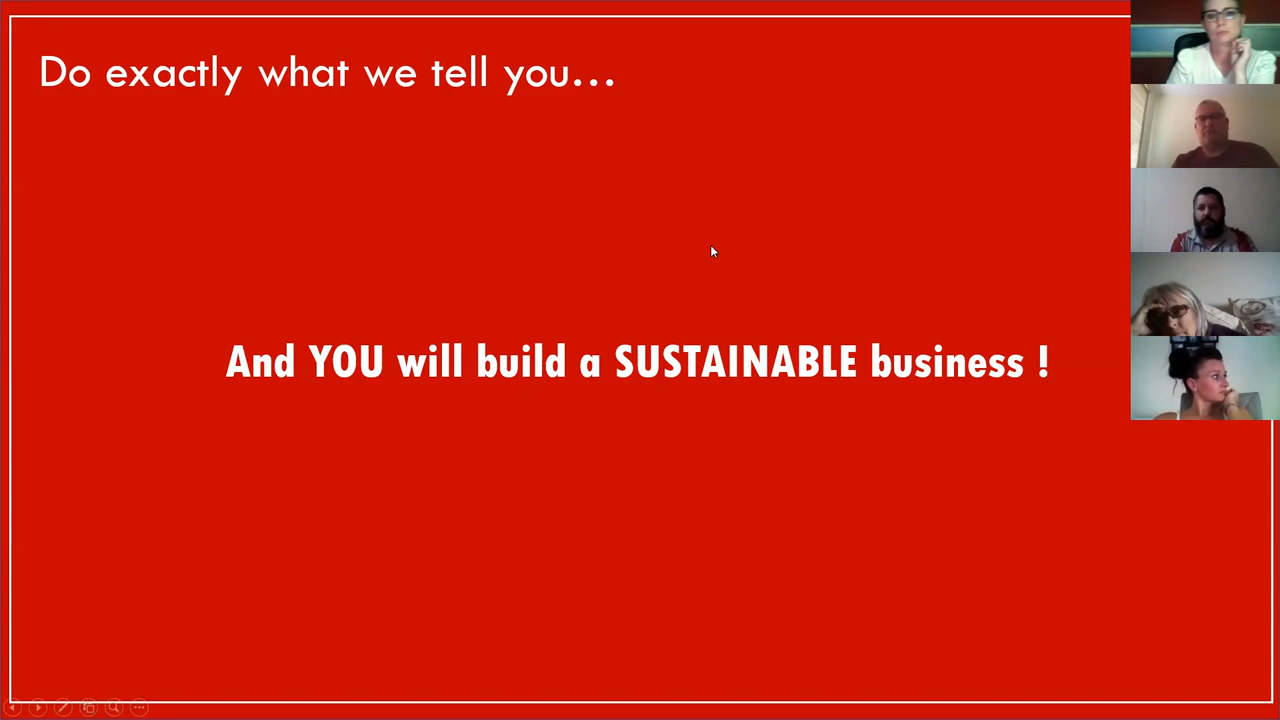 Do exactly what we tell you…
And YOU will build a SUSTAINABLE business !